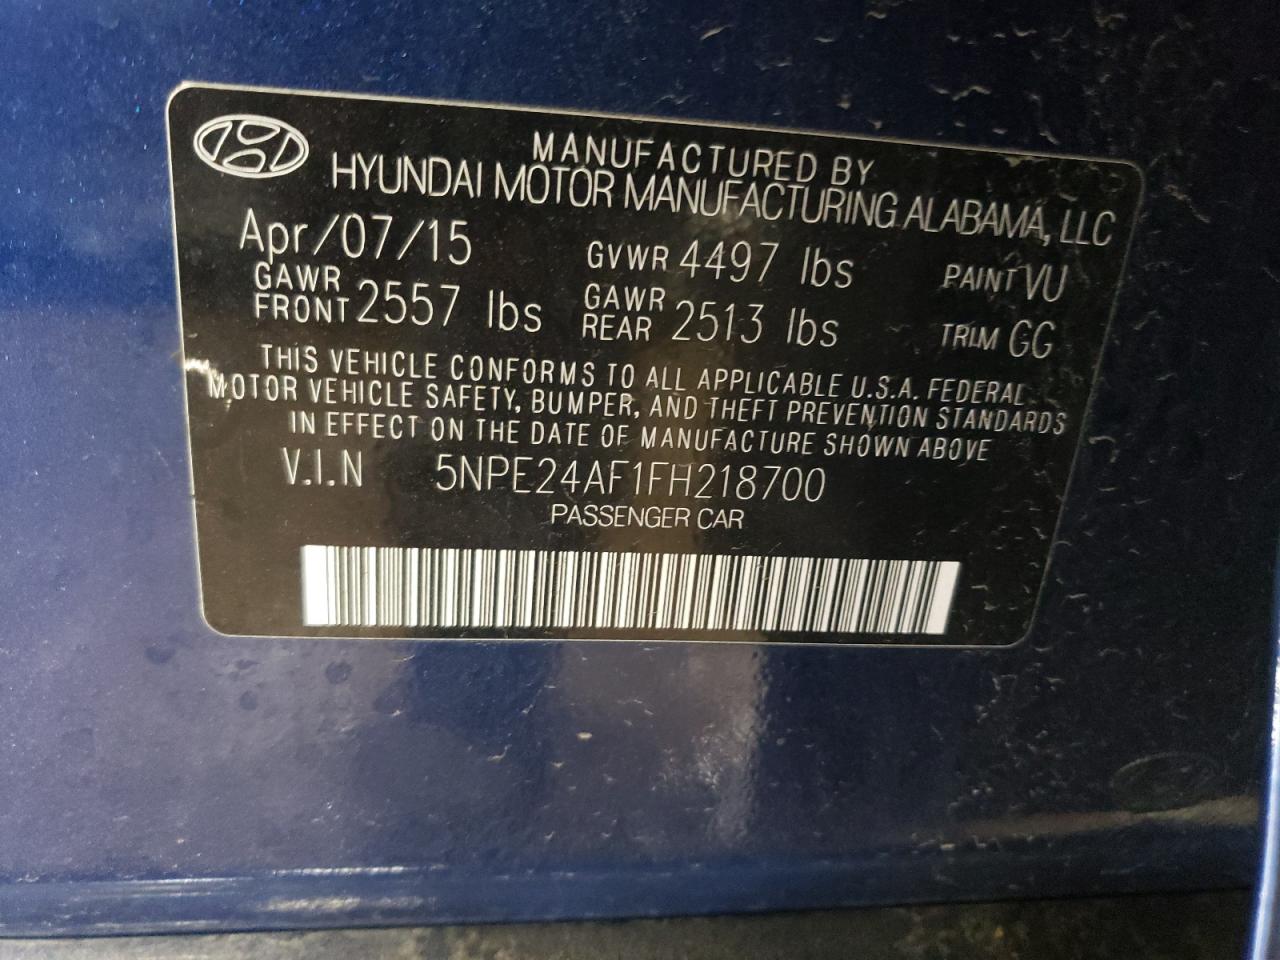 MANUFACTURED BY
HYUNDAI MOTOR MANUFACTURING ALABAMA, LLC
Apr/07/15 GVWR 4497 lbs PAINT VU
GAWR FRONT 2557 lbs GAWR REAR 2513 lbs TRIM GG
THIS VEHICLE CONFORMS TO ALL APPLICABLE U.S.A. FEDERAL
MOTOR VEHICLE SAFETY, BUMPER, AND THEFT PREVENTION STANDARDS
IN EFFECT ON THE DATE OF MANUFACTURE SHOWN ABOVE
V.I.N 5NPE24AF1FH218700
PASSENGER CAR